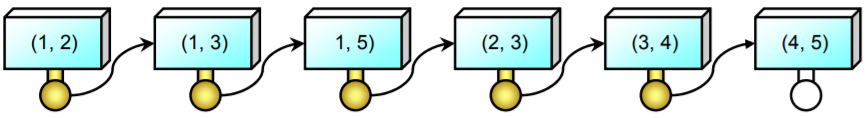 (1, 2) (1, 3) 1, 5) (2, 3) (3, 4) (4, 5)